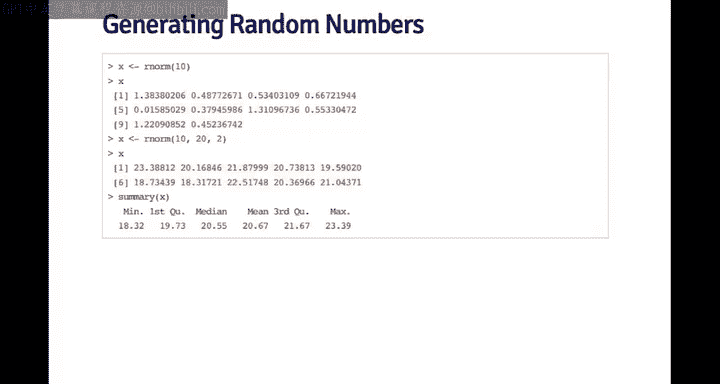 Generating Random Numbers
> x <- rnorm(10)
> x
[1] 1.38380206 0.48772671 0.53403109 0.66721944
[5] 0.01585029 0.37945986 1.31096736 0.55330472
[9] 1.22090852 0.45236742
> x <- rnorm(10, 20, 2)
> x
[1] 23.38812 20.16846 21.87999 20.73813 19.59020
[6] 18.73439 18.31721 22.51748 20.36966 21.04371
> summary(x)
Min. 1st Qu. Median Mean 3rd Qu. Max.
18.32 19.73 20.55 20.67 21.67 23.39